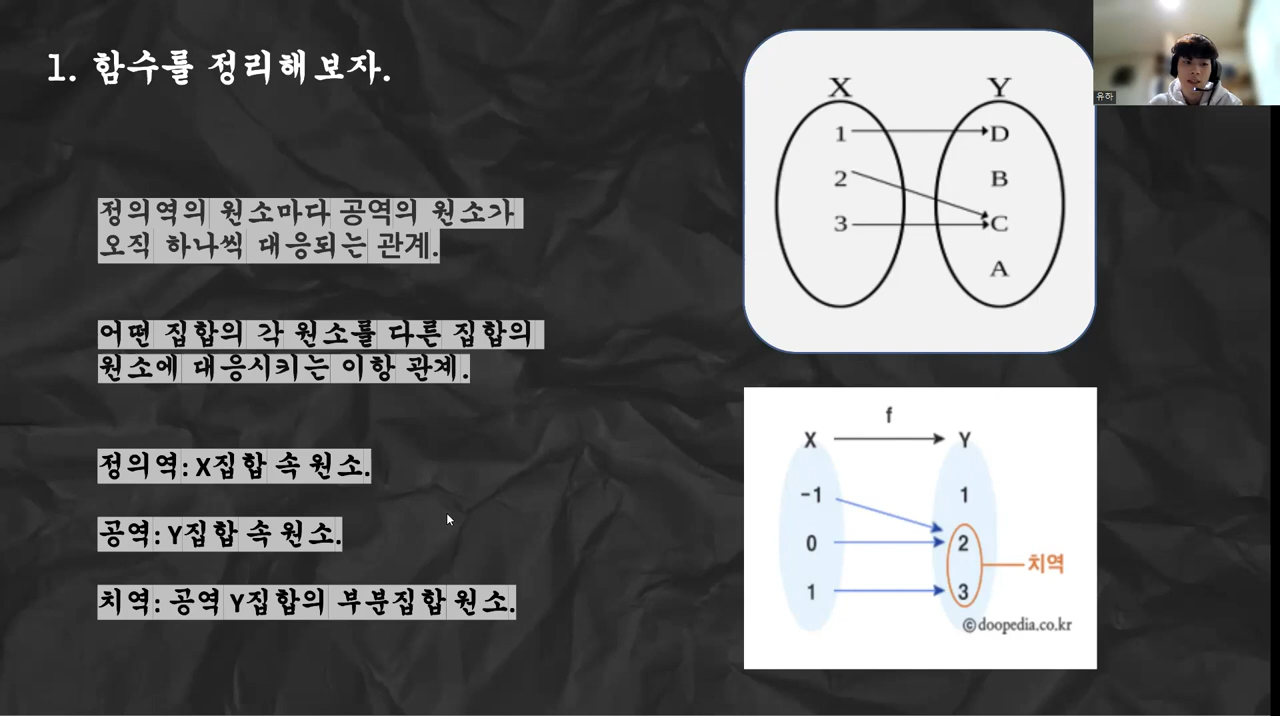 1. 함수를 정리해보자.
정의역의 원소마다 공역의 원소가
오직 하나씩 대응되는 관계.
어떤 집합의 각 원소를 다른 집합의
원소에 대응시키는 이항 관계.
정의역: X집합 속 원소.
공역: Y집합 속 원소.
치역: 공역 Y집합의 부분집합 원소.
X Y
1 D
2 B
3 C
A
f
X Y
-1 1
0 2
치역
1 3
©doopedia.co.kr
유하